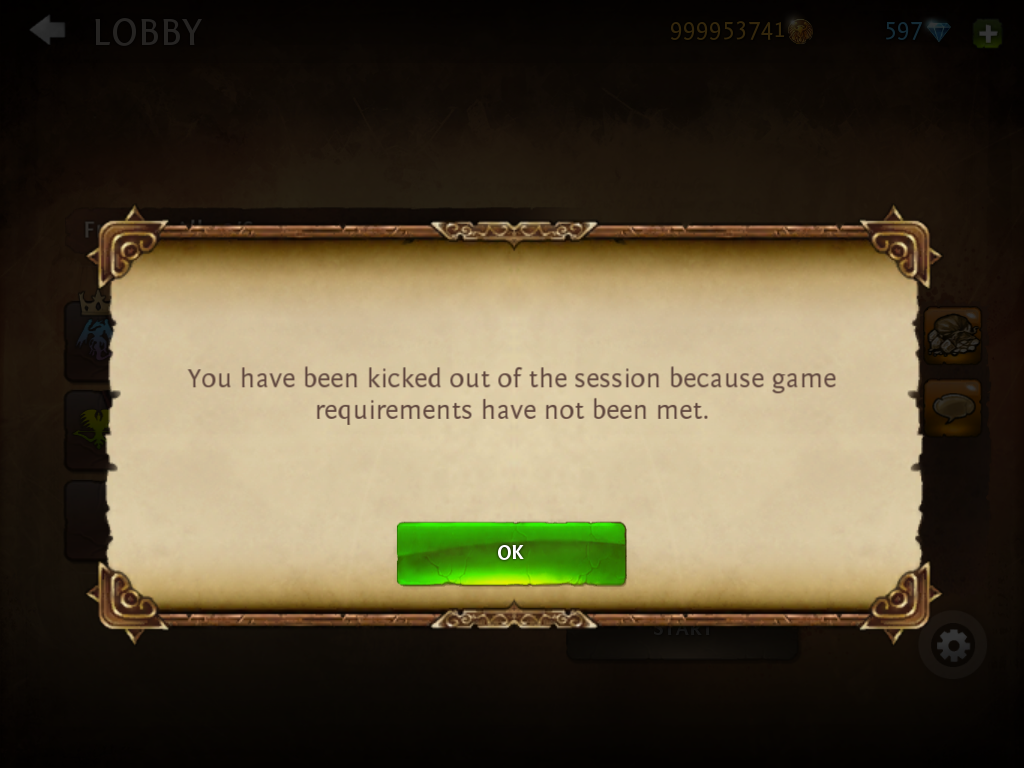 LOBBY
999953741
597
You have been kicked out of the session because game
requirements have not been met.
OK
START